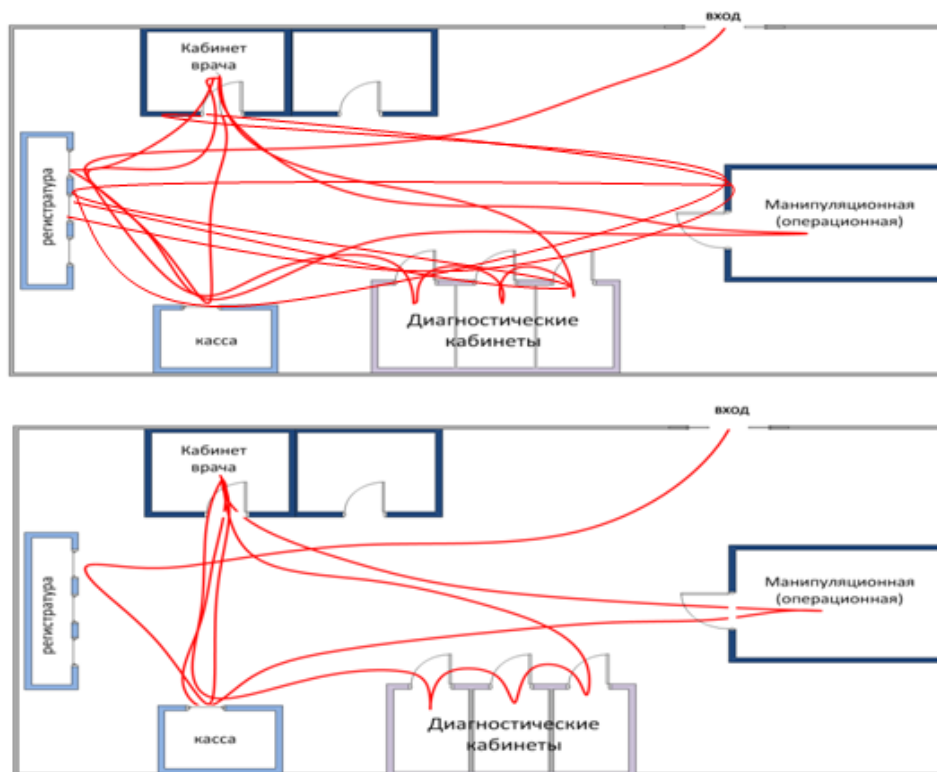 вход
Кабинет
врача
регистратура
Манипуляционная
(операционная)
касса
Диагностические
кабинеты
вход
Кабинет
врача
регистратура
Манипуляционная
(операционная)
касса
Диагностические
кабинеты